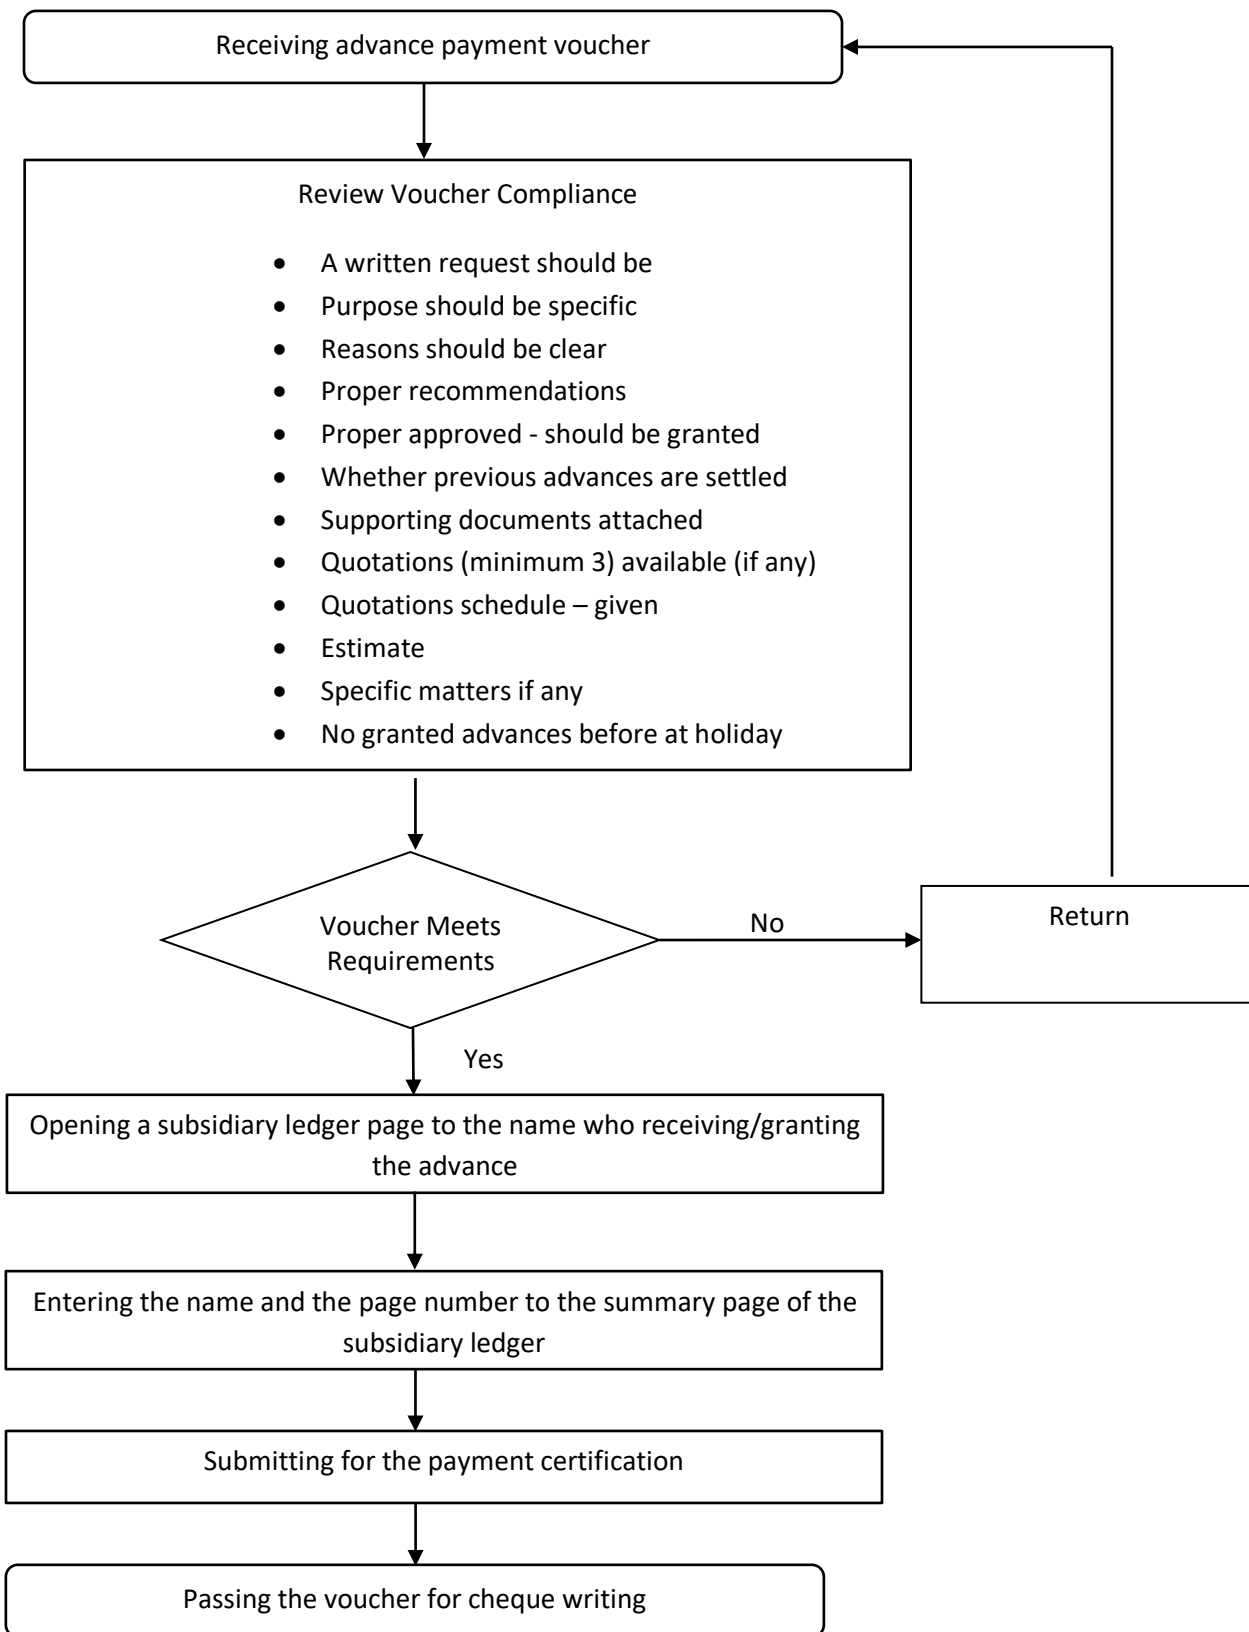 Receiving advance payment voucher
Review Voucher Compliance
• A written request should be
• Purpose should be specific
• Reasons should be clear
• Proper recommendations
• Proper approved - should be granted
• Whether previous advances are settled
• Supporting documents attached
• Quotations (minimum 3) available (if any)
• Quotations schedule – given
• Estimate
• Specific matters if any
• No granted advances before at holiday
Voucher Meets
Requirements
No
Return
Yes
Opening a subsidiary ledger page to the name who receiving/granting
the advance
Entering the name and the page number to the summary page of the
subsidiary ledger
Submitting for the payment certification
Passing the voucher for cheque writing